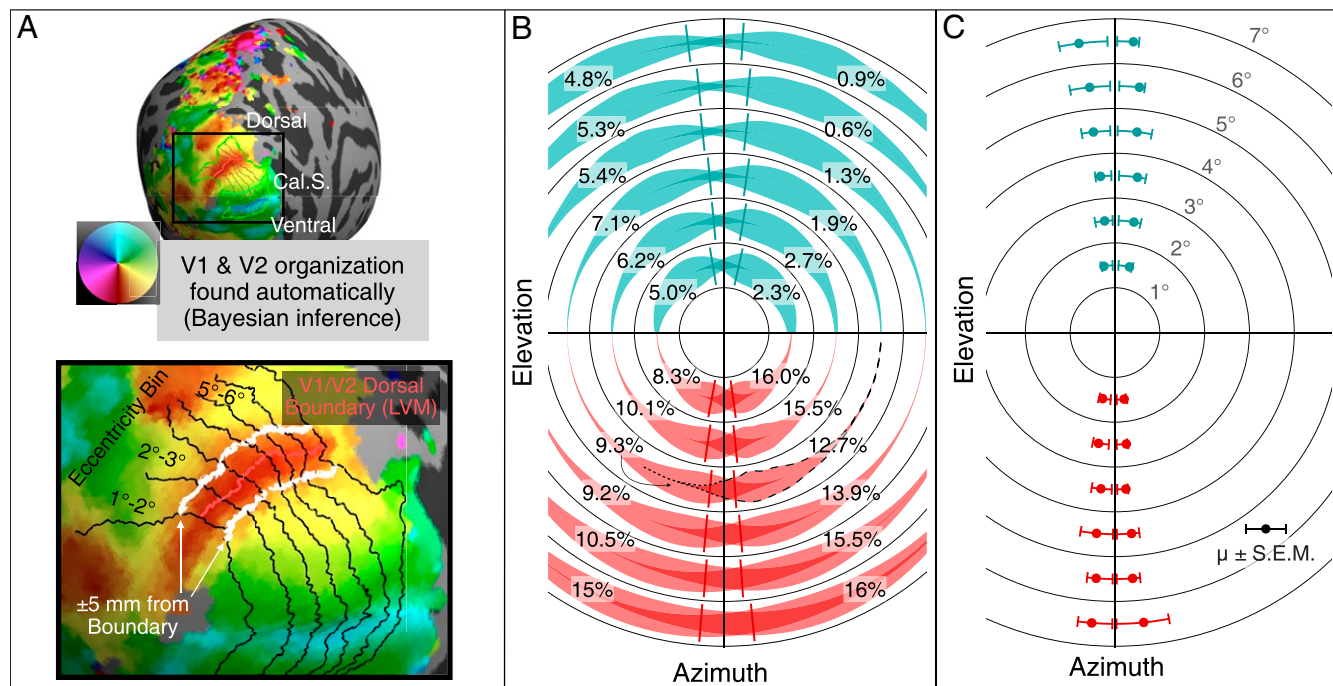 A
Dorsal
Cal.S.
Ventral
V1 & V2 organization
found automatically
(Bayesian inference)
Eccentricity Bin
5°-6°
2°-3°
1°-2°
V1/V2 Dorsal
Boundary (LVM)
±5 mm from
Boundary
B
4.8% 0.9%
5.3% 0.6%
5.4% 1.3%
7.1% 1.9%
6.2% 2.7%
5.0% 2.3%
8.3% 16.0%
10.1% 15.5%
9.3% 12.7%
9.2% 13.9%
10.5% 15.5%
15% 16%
Elevation
Azimuth
C
7°
6°
5°
4°
3°
2°
1°
Elevation
μ ± S.E.M.
Azimuth